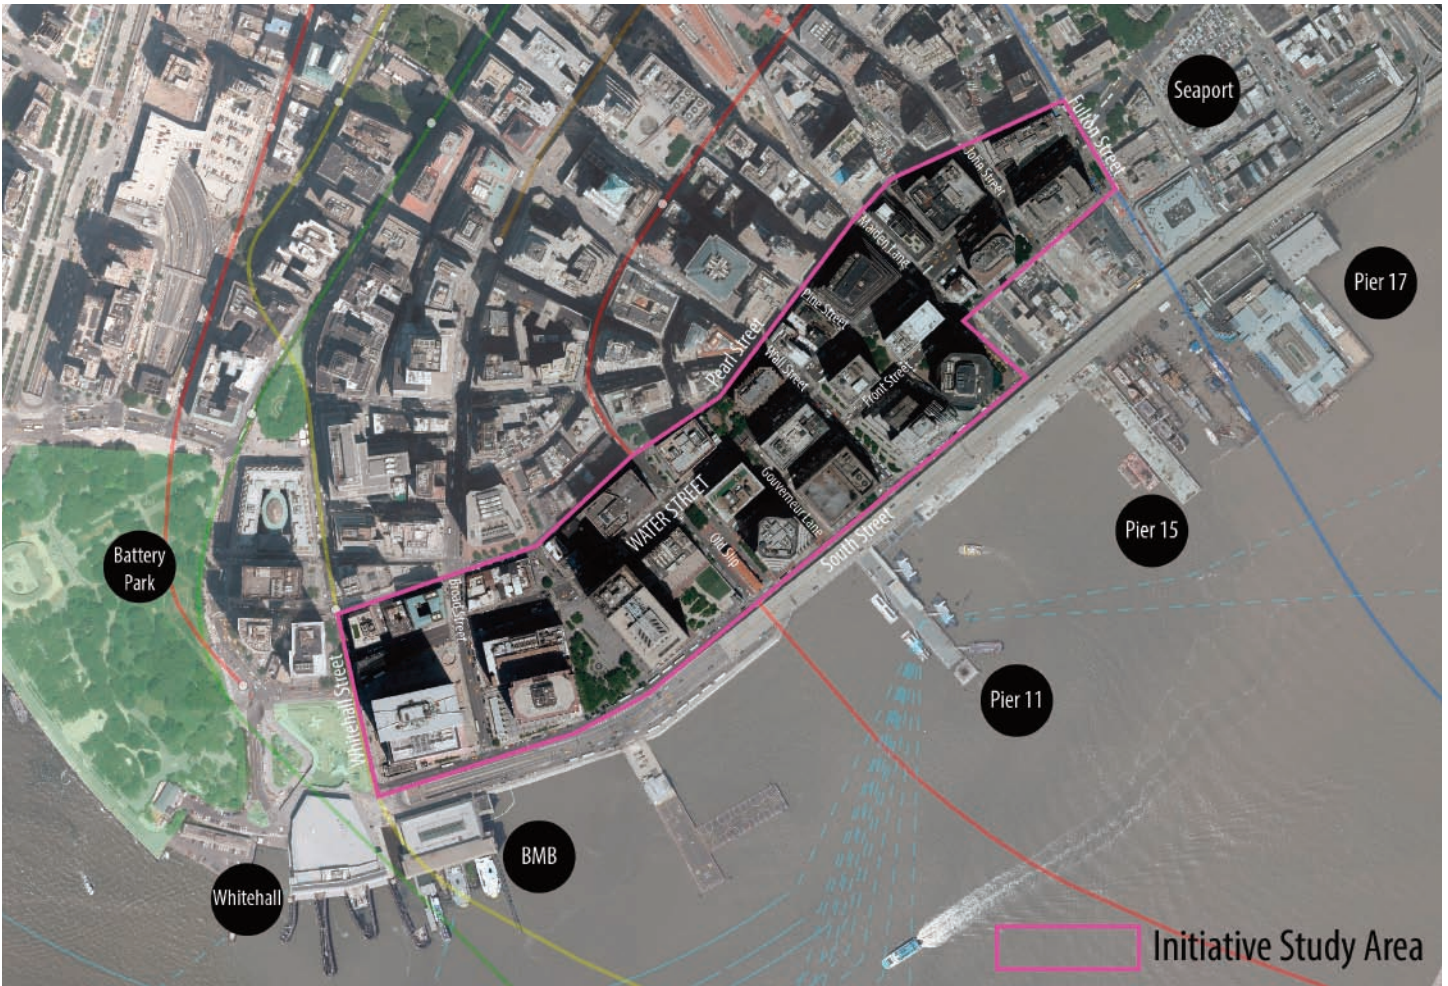 Seaport
Fulton Street
John Street
Maiden Lane
Pier 17
Pine Street
Pearl Street
Wall Street
Front Street
WATER STREET
Gouverneur Lane
Old Slip
South Street
Pier 15
Battery
Park
Broad Street
Whitehall Street
Pier 11
BMB
Whitehall
Initiative Study Area